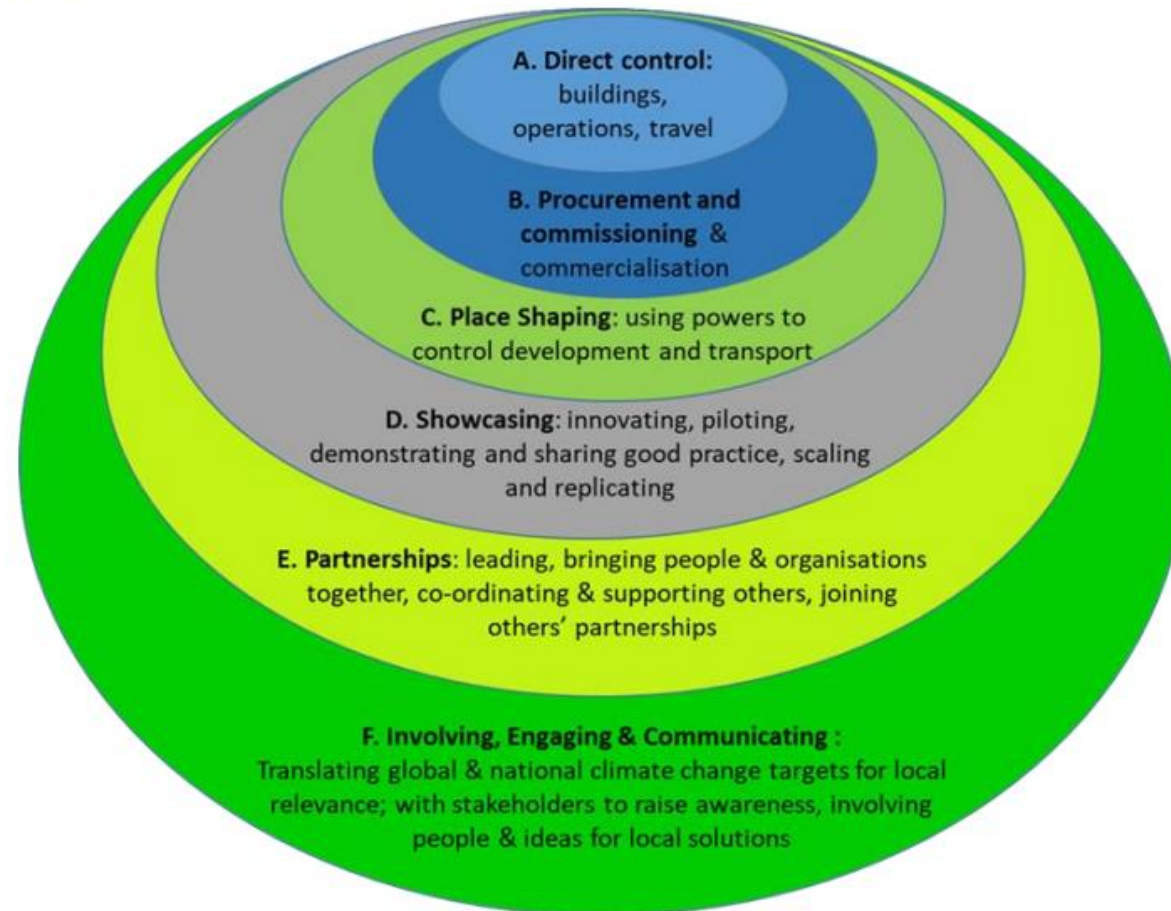 A. Direct control:
buildings,
operations, travel
B. Procurement and
commissioning &
commercialisation
C. Place Shaping: using powers to
control development and transport
D. Showcasing: innovating, piloting,
demonstrating and sharing good practice, scaling
and replicating
E. Partnerships: leading, bringing people & organisations
together, co-ordinating & supporting others, joining
others’ partnerships
F. Involving, Engaging & Communicating :
Translating global & national climate change targets for local
relevance; with stakeholders to raise awareness, involving
people & ideas for local solutions